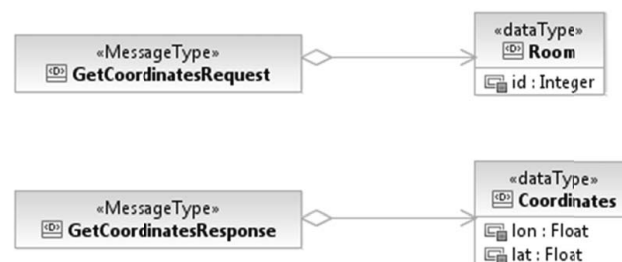 «MessageType»
GetCoordinatesRequest
«dataType»
Room
id : Integer
«MessageType»
GetCoordinatesResponse
«dataType»
Coordinates
lon : Float
lat : Float